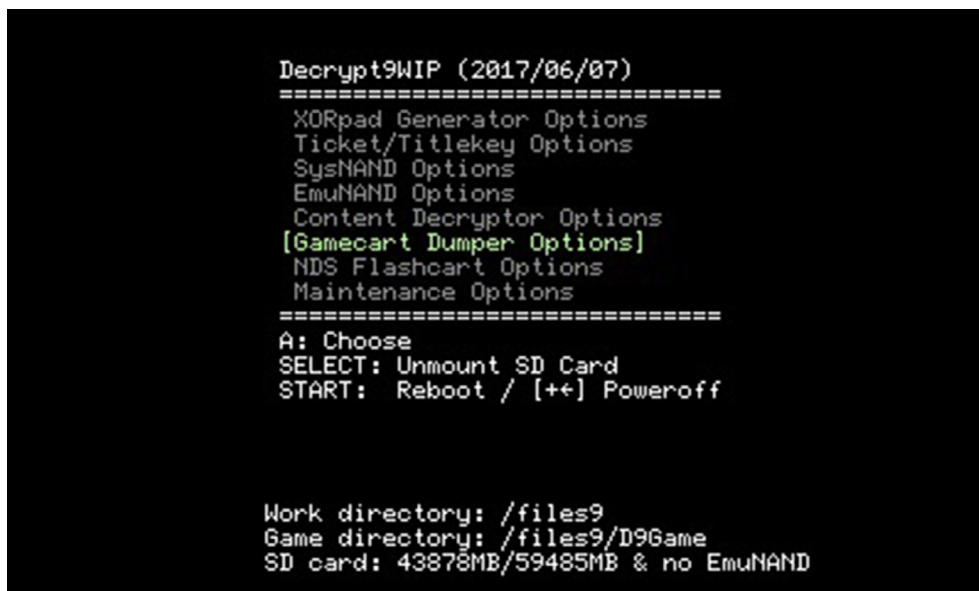 Decrypt9WIP (2017/06/07)
==============================
XORpad Generator Options
Ticket/Titlekey Options
SysNAND Options
EmuNAND Options
Content Decryptor Options
[Gamecart Dumper Options]
NDS Flashcart Options
Maintenance Options
==============================
A: Choose
SELECT: Unmount SD Card
START:  Reboot / [+←] Poweroff
Work directory: /files9
Game directory: /files9/D9Game
SD card: 43878MB/59485MB & no EmuNAND